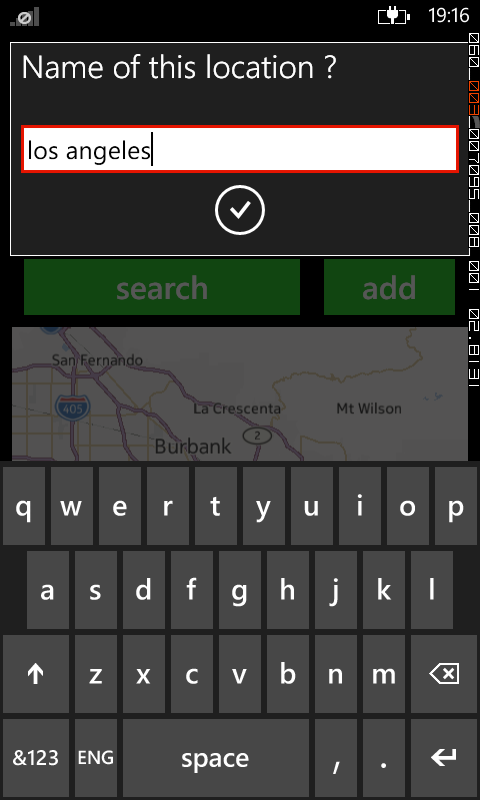 19:16
Name of this location ?
los angeles
search
add
San Fernando
405
La Crescenta
Mt Wilson
2
Burbank
q w e r t y u i o p
a s d f g h j k l
z x c v b n m
&123 ENG space , .